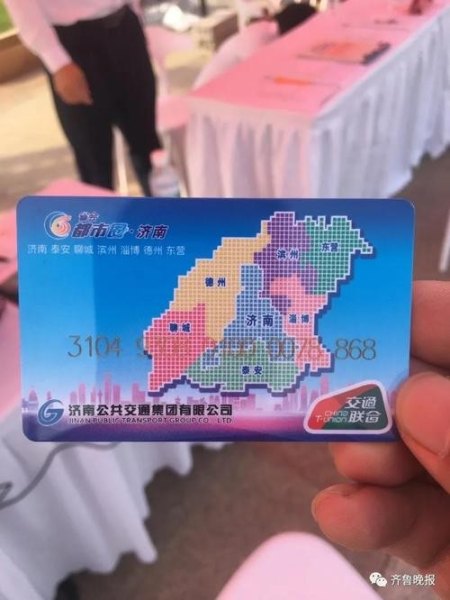 都市圈·济南
济南 泰安 聊城 滨州 淄博 德州 东营
滨州
东营
德州
聊城
济南
淄博
泰安
3104 868
济南公共交通集团有限公司
JINAN PUBLIC TRANSPORT GROUP CO., LTD
交通
CHINA
T-UNION
联合
齐鲁晚报